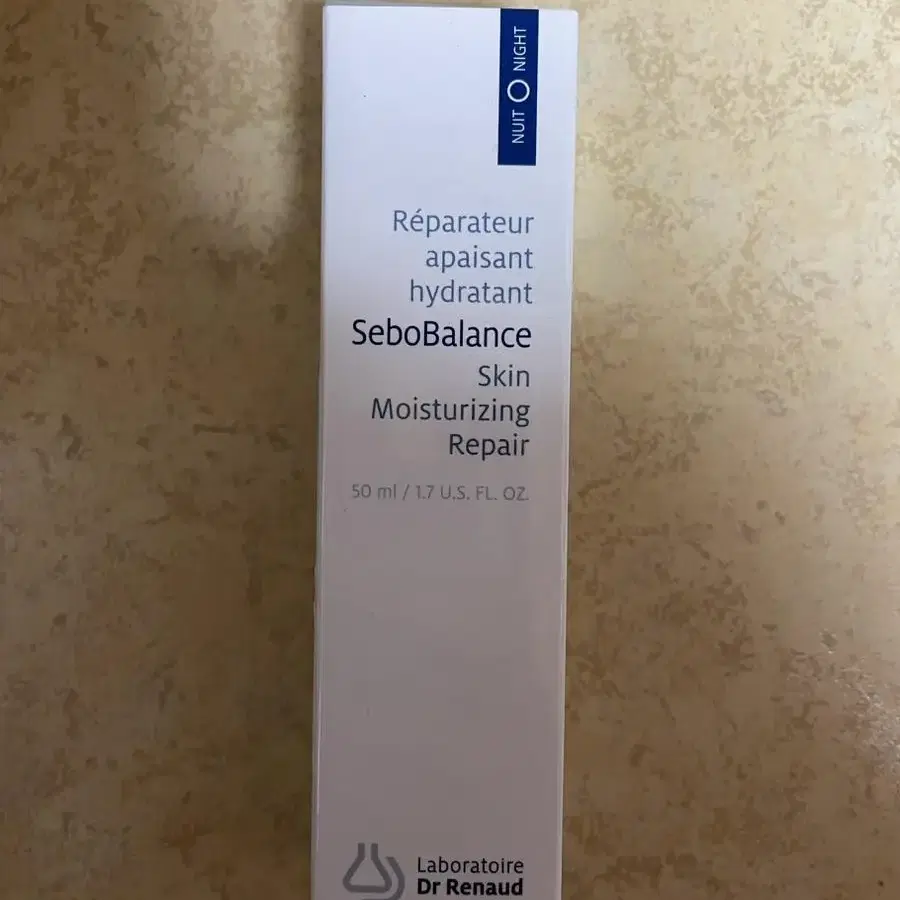 NUIT NIGHT
Réparateur
apaisant
hydratant
SeboBalance
Skin
Moisturizing
Repair
50 ml / 1.7 U.S. FL. OZ.
Laboratoire
Dr Renaud